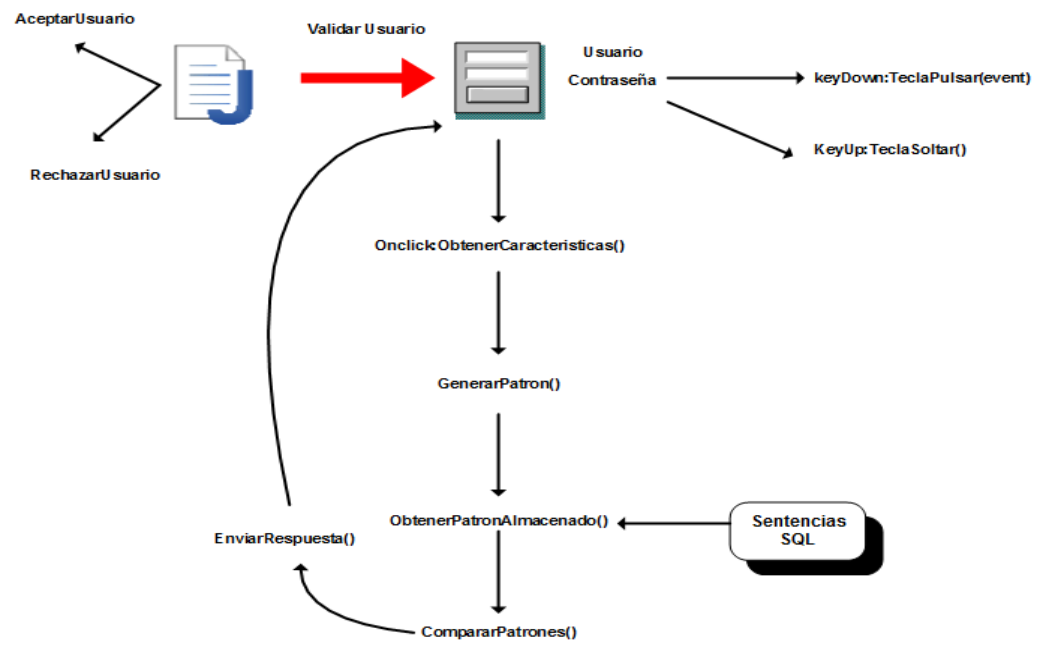 AceptarUsuario
Validar Usuario
Usuario
Contraseña
keyDown:TeclaPulsar(event)
KeyUp:TeclaSoltar()
RechazarUsuario
Onclick:ObtenerCaracteristicas()
GenerarPatron()
ObtenerPatronAlmacenado()
Sentencias
SQL
EnviarRespuesta()
CompararPatrones()